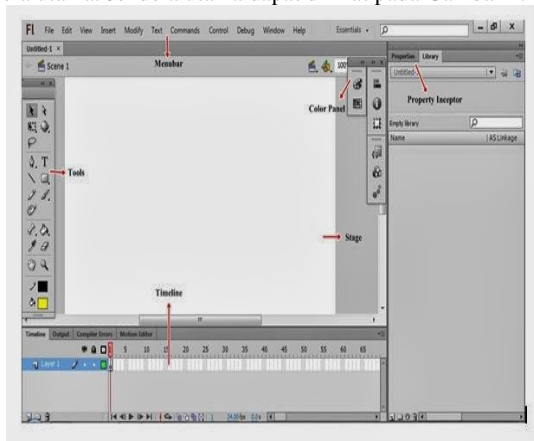 Fl File Edit View Insert Modify Text Commands Control Debug Window Help Essentials
Untitled-1 ×
Scene 1
Menubar
100
Properties Library
Untitled-
Color Panel
Property Inceptor
Empty library
Name AS Linkage
T
Tools
Stage
Timeline
Timeline Output Compiler Errors Motion Editor
5 10 15 20 25 30 35 40 45 50 55 60 65
Layer 1
1 24.00 fps 0.0 s